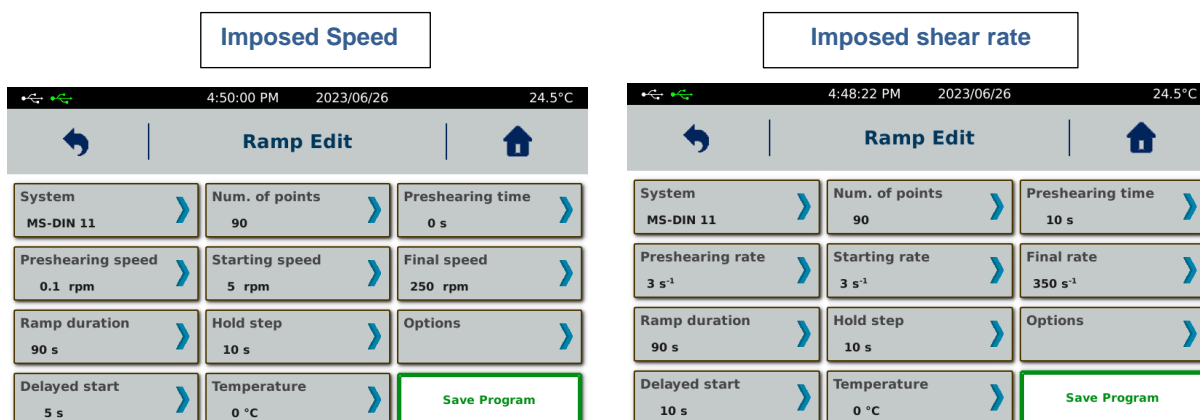 Imposed Speed
4:50:00 PM 2023/06/26 24.5°C
Ramp Edit
System Num. of points Preshearing time
MS-DIN 11 90 0 s
Preshearing speed Starting speed Final speed
0.1 rpm 5 rpm 250 rpm
Ramp duration Hold step Options
90 s 10 s
Delayed start Temperature Save Program
5 s 0 °C
Imposed shear rate
4:48:22 PM 2023/06/26 24.5°C
Ramp Edit
System Num. of points Preshearing time
MS-DIN 11 90 10 s
Preshearing rate Starting rate Final rate
3 s⁻¹ 3 s⁻¹ 350 s⁻¹
Ramp duration Hold step Options
90 s 10 s
Delayed start Temperature Save Program
10 s 0 °C